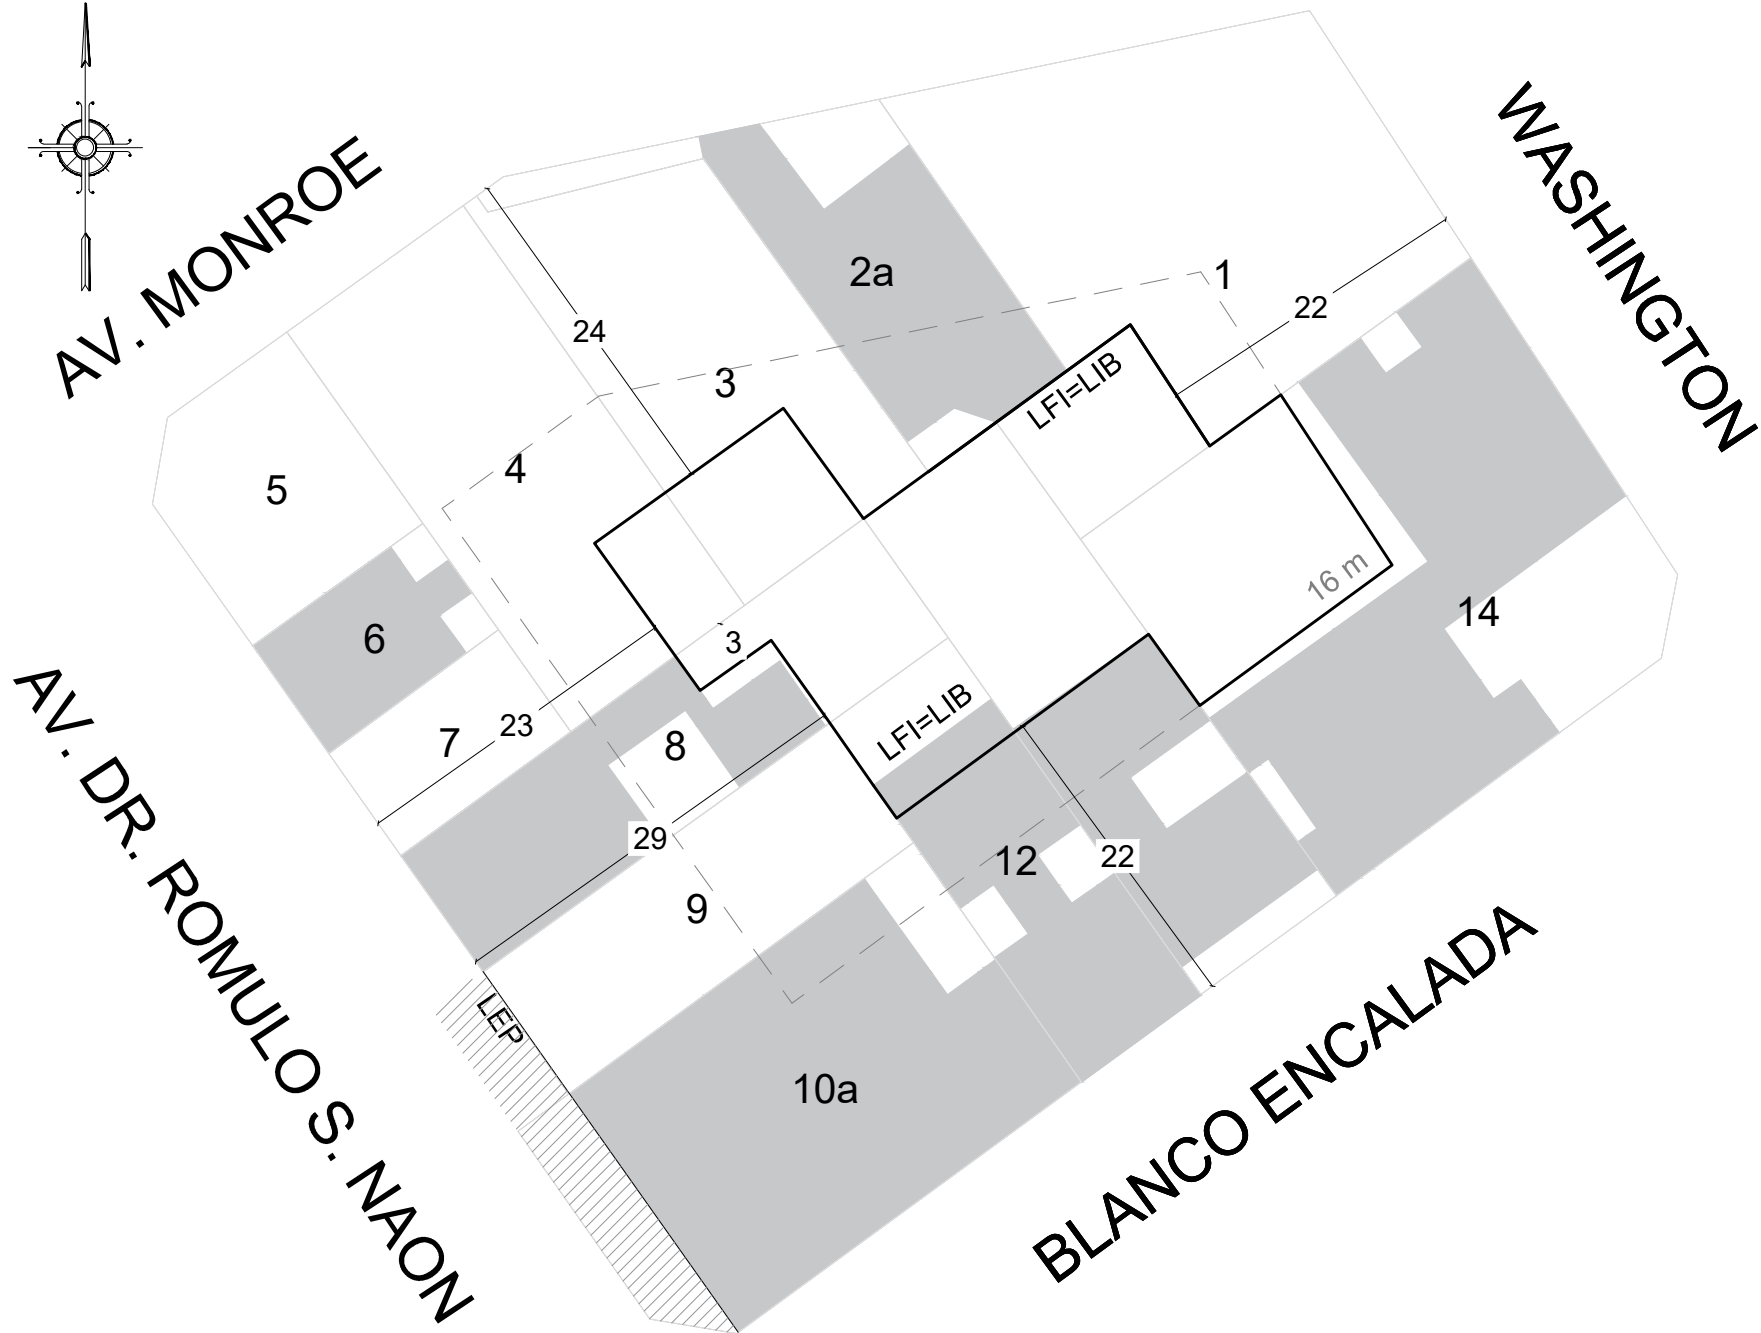 AV. MONROE
WASHINGTON
2a
1
22
24
3
LFI=LIB
4
5
16 m
14
6
3
LFI=LIB
7
23
8
29
12
22
9
LEP
10a
AV. DR. ROMULO S. NAON
BLANCO ENCALADA